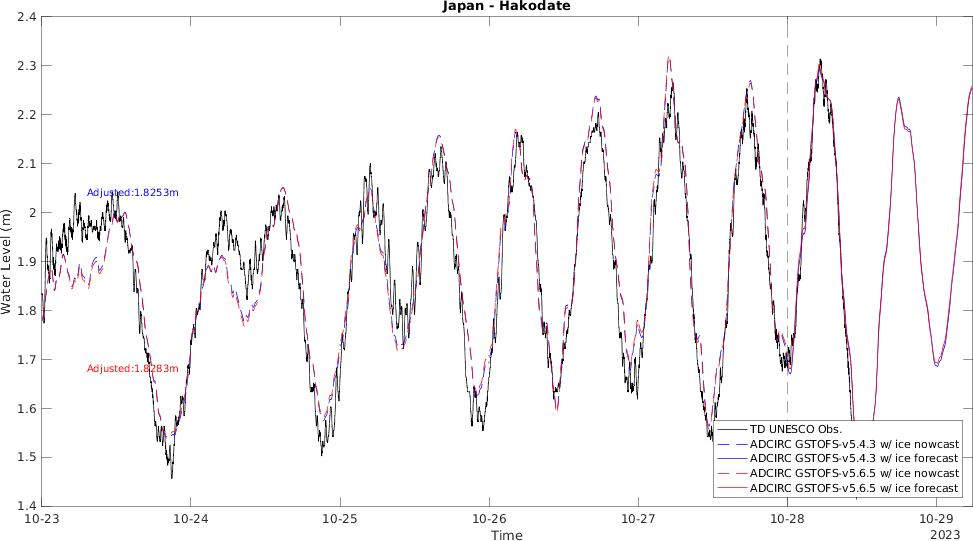 Japan - Hakodate
2.4
2.3
2.2
2.1
2
1.9
1.8
1.7
1.6
1.5
1.4
Water Level (m)
Adjusted:1.8253m
Adjusted:1.8283m
TD UNESCO Obs.
ADCIRC GSTOFS-v5.4.3 w/ ice nowcast
ADCIRC GSTOFS-v5.4.3 w/ ice forecast
ADCIRC GSTOFS-v5.6.5 w/ ice nowcast
ADCIRC GSTOFS-v5.6.5 w/ ice forecast
10-23 10-24 10-25 10-26 10-27 10-28 10-29
Time 2023